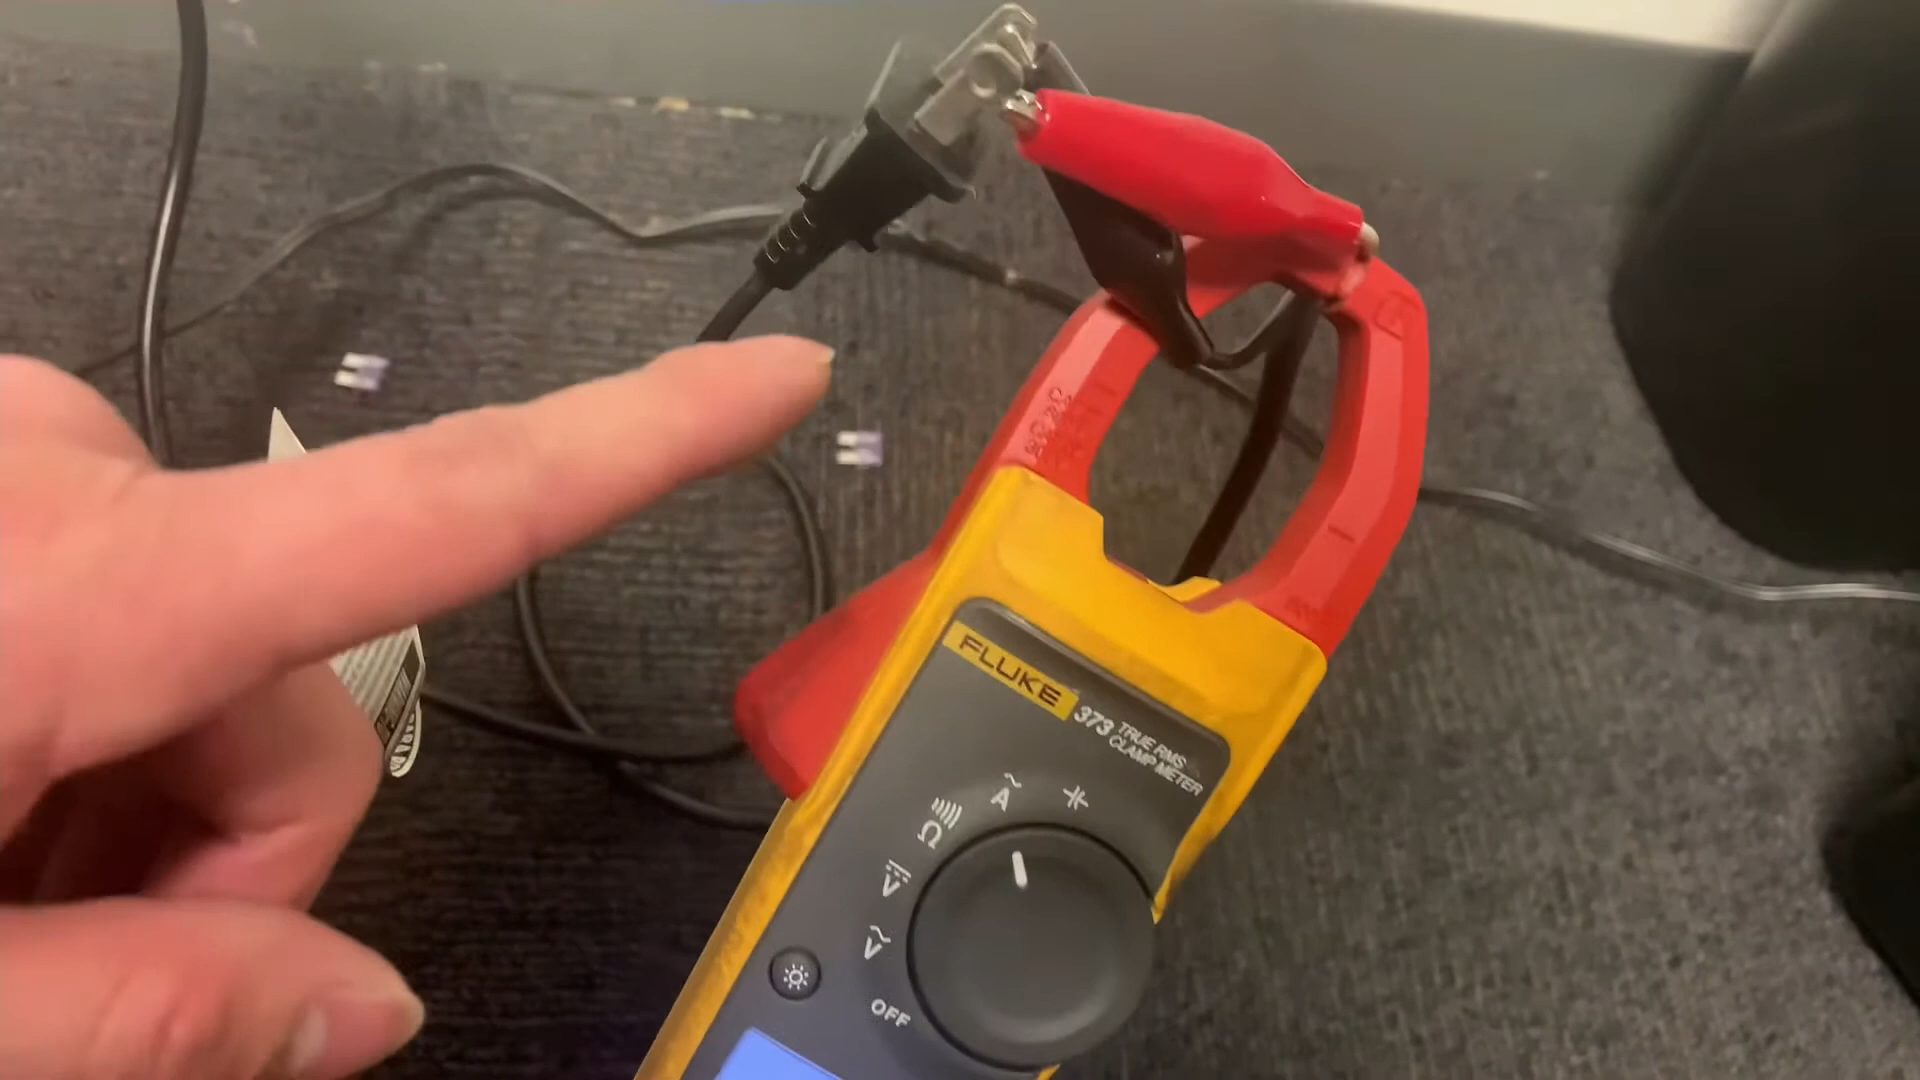 FLUKE
373 TRUE RMS
CLAMP METER
Ã
Ω
V
Ṽ
OFF